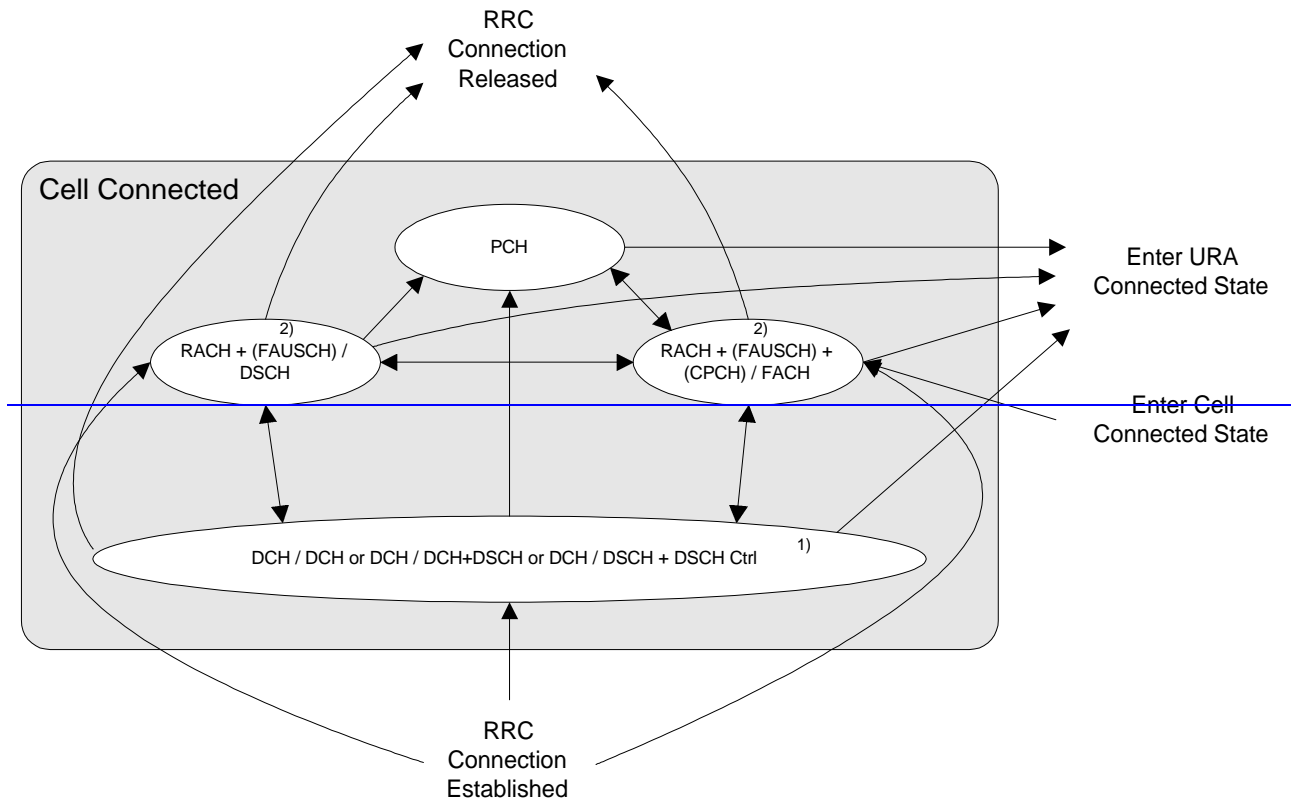 RRC
Connection
Released
Cell Connected
PCH
Enter URA
Connected State
2)
RACH + (FAUSCH) /
DSCH
2)
RACH + (FAUSCH) +
(CPCH) / FACH
Enter Cell
Connected State
1)
DCH / DCH or DCH / DCH+DSCH or DCH / DSCH + DSCH Ctrl
RRC
Connection
Established